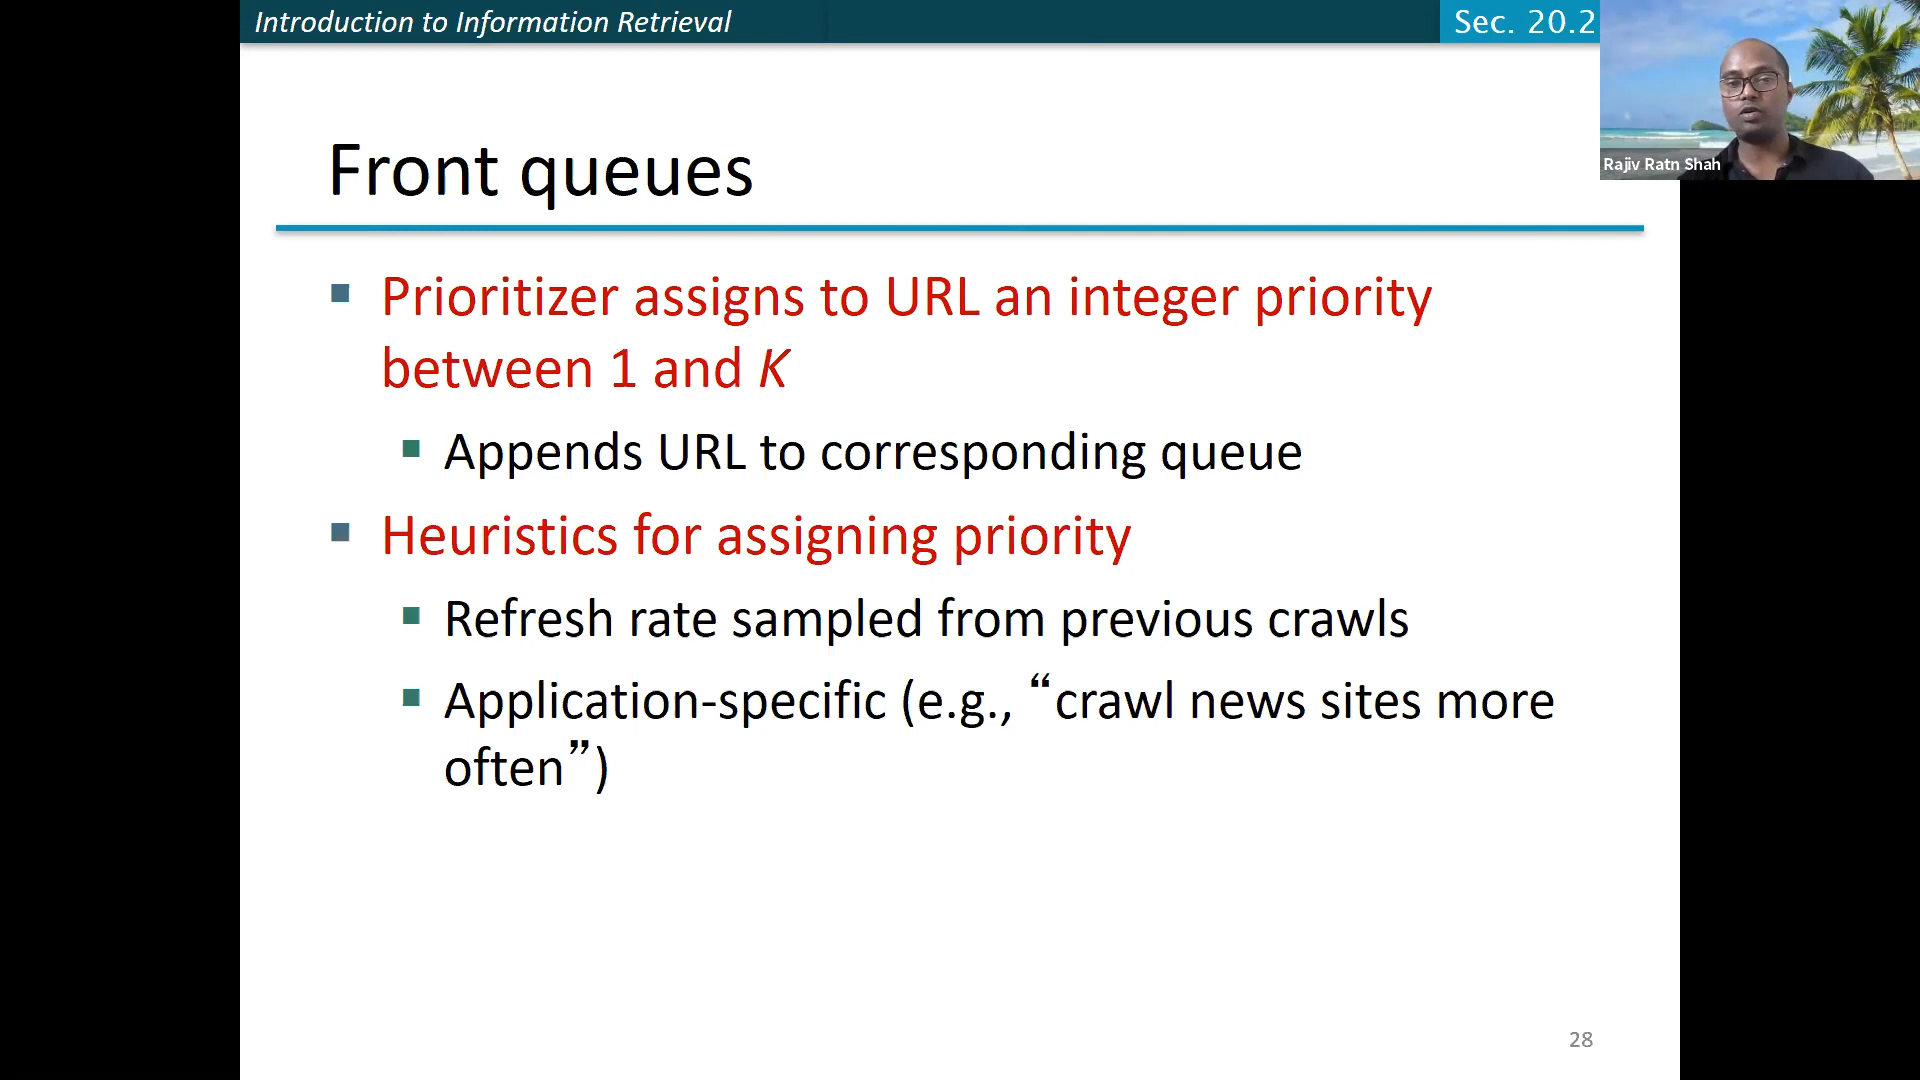 Introduction to Information Retrieval
Sec. 20.2
Rajiv Ratn Shah
Front queues
Prioritizer assigns to URL an integer priority
between 1 and K
Appends URL to corresponding queue
Heuristics for assigning priority
Refresh rate sampled from previous crawls
Application-specific (e.g., “crawl news sites more
often”)
28